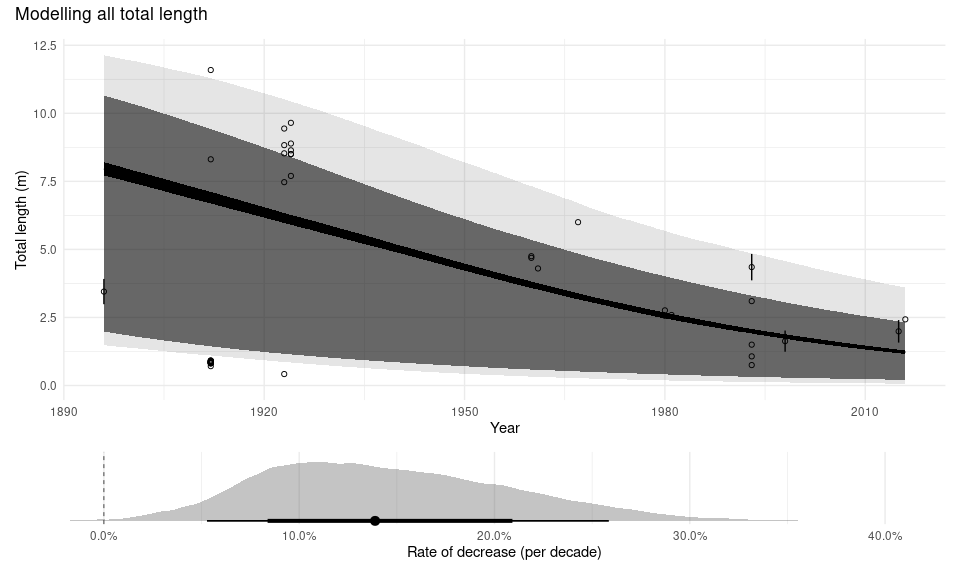 Modelling all total length
12.5
10.0
7.5
5.0
2.5
0.0
Total length (m)
1890 1920 1950 1980 2010
Year
0.0% 10.0% 20.0% 30.0% 40.0%
Rate of decrease (per decade)